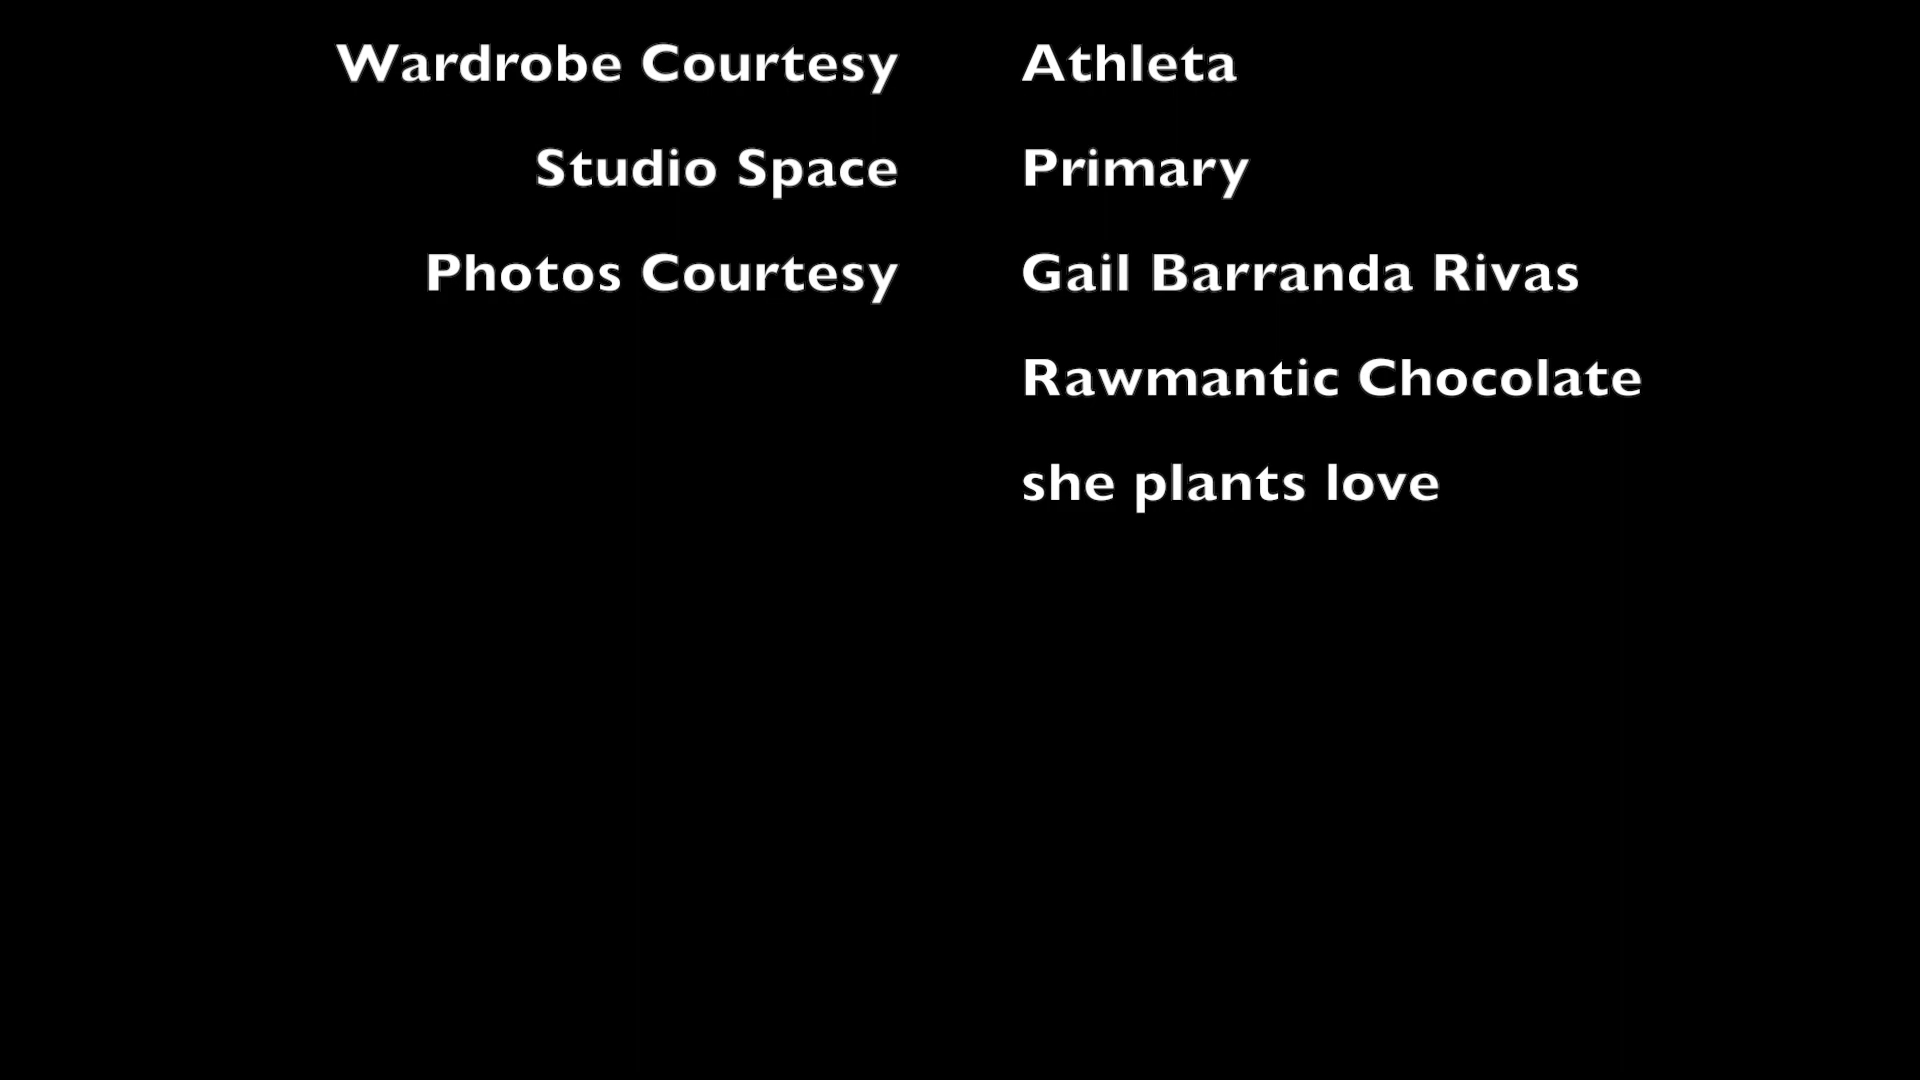 Wardrobe Courtesy Athleta
Studio Space Primary
Photos Courtesy Gail Barranda Rivas
Rawmantic Chocolate
she plants love